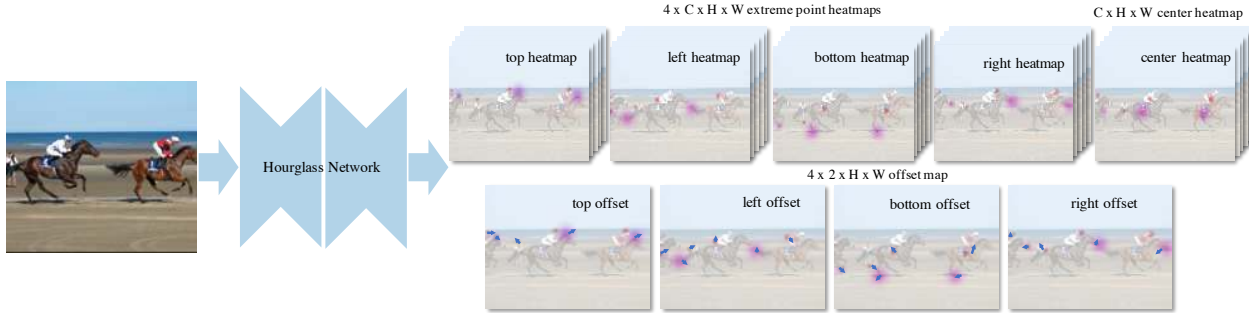 4 x C x H x W extreme point heatmaps
C x H x W center heatmap
top heatmap
left heatmap
bottom heatmap
right heatmap
center heatmap
Hourglass Network
4 x 2 x H x W offset map
top offset
left offset
bottom offset
right offset